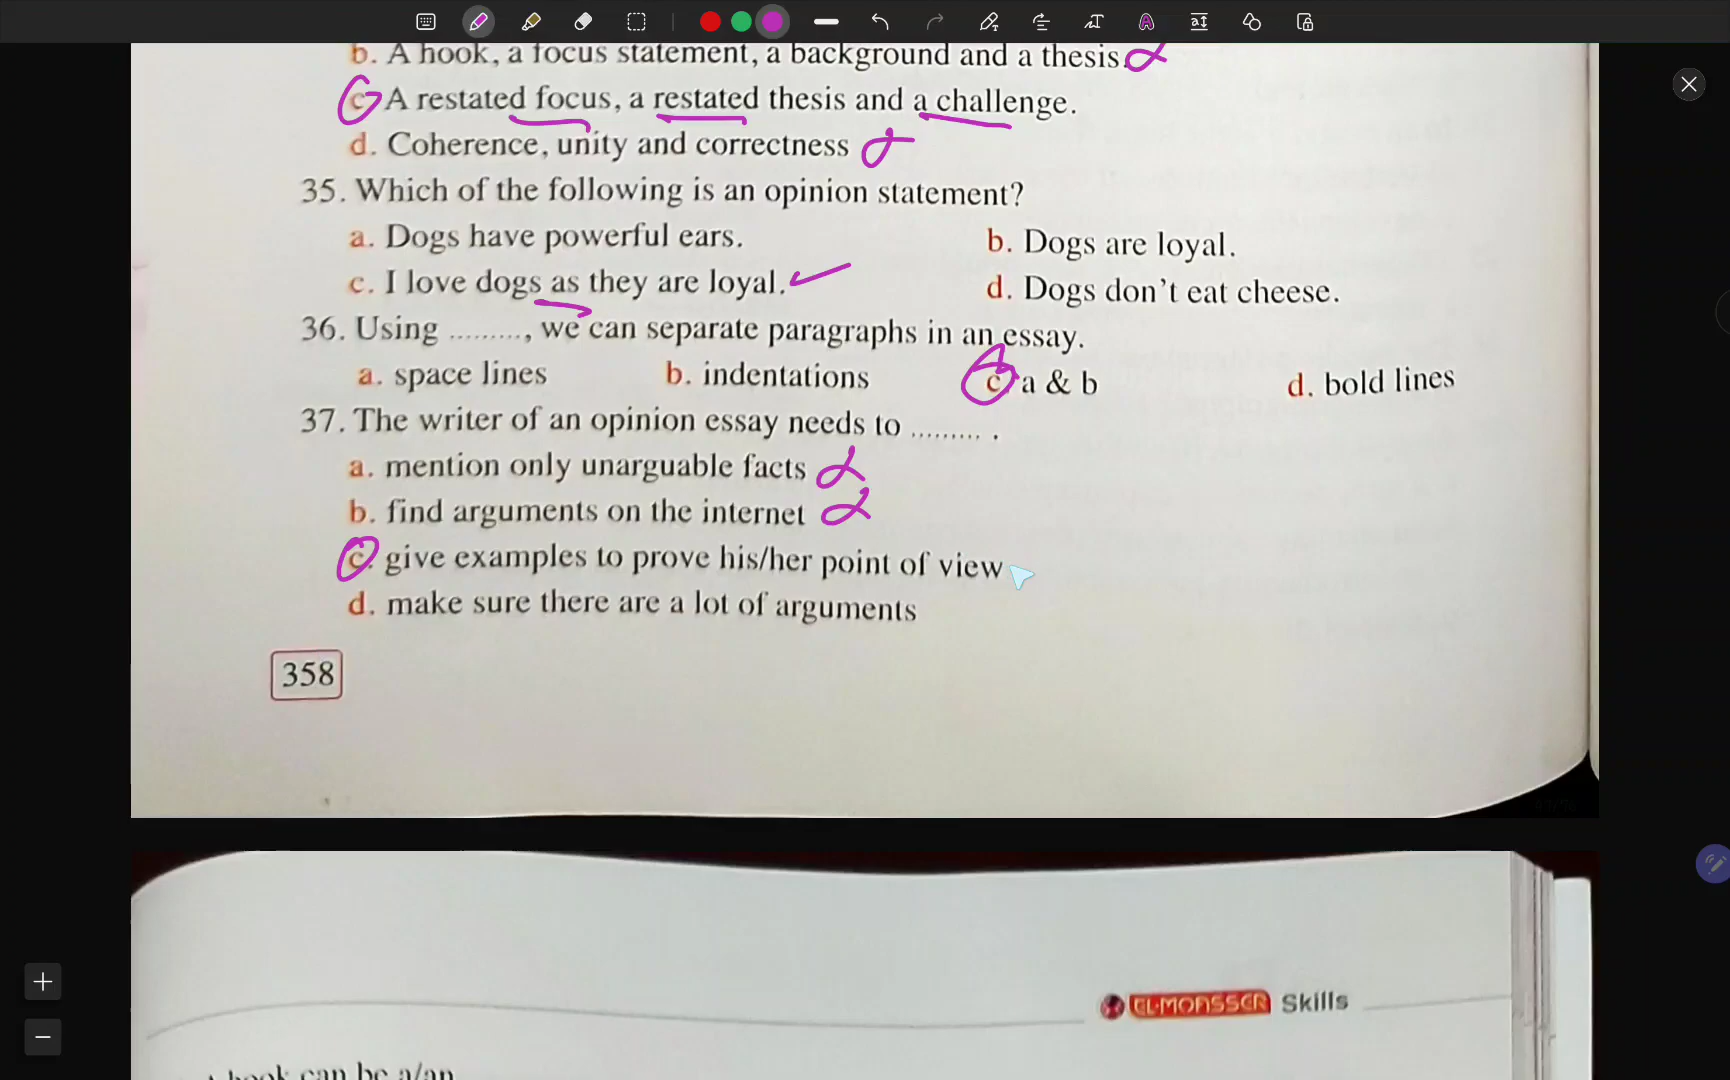 b. A hook, a focus statement, a background and a thesis.
c. A restated focus, a restated thesis and a challenge.
d. Coherence, unity and correctness
35. Which of the following is an opinion statement?
a. Dogs have powerful ears. b. Dogs are loyal.
c. I love dogs as they are loyal. d. Dogs don't eat cheese.
36. Using ........., we can separate paragraphs in an essay.
a. space lines b. indentations c. a & b d. bold lines
37. The writer of an opinion essay needs to ......... .
a. mention only unarguable facts
b. find arguments on the internet
c. give examples to prove his/her point of view
d. make sure there are a lot of arguments
358
EL-MOASSER Skills
hook can be a/an